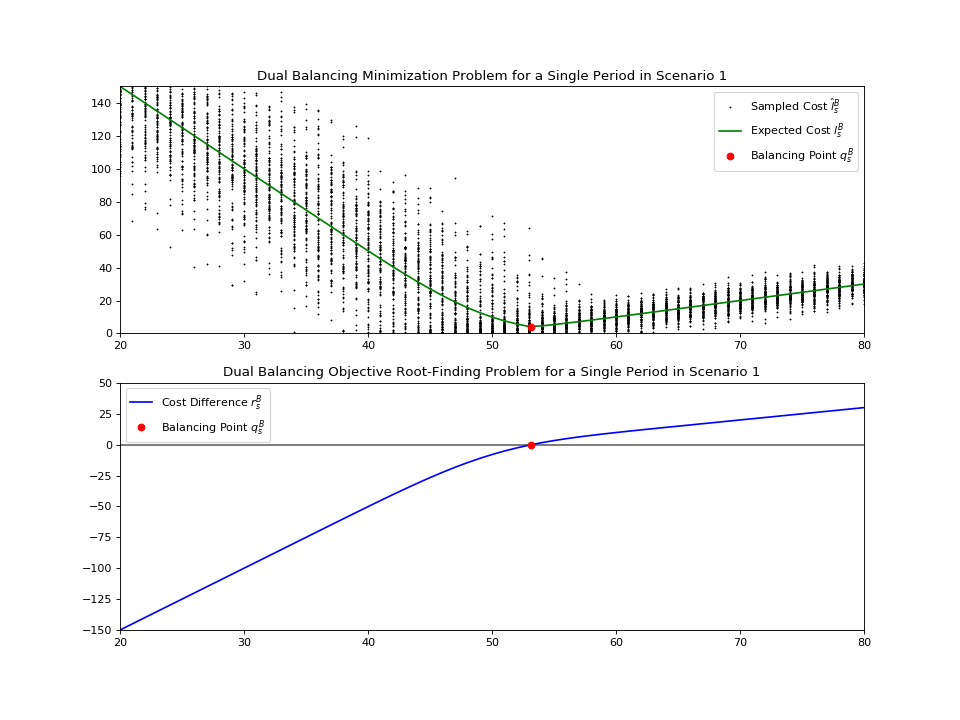 Dual Balancing Minimization Problem for a Single Period in Scenario 1
140
120
100
80
60
40
20
0
Sampled Cost l̂ₛᴮ
Expected Cost lₛᴮ
Balancing Point qₛᴮ
20 30 40 50 60 70 80
Dual Balancing Objective Root-Finding Problem for a Single Period in Scenario 1
50
25
0
−25
−50
−75
−100
−125
−150
Cost Difference rₛᴮ
Balancing Point qₛᴮ
20 30 40 50 60 70 80